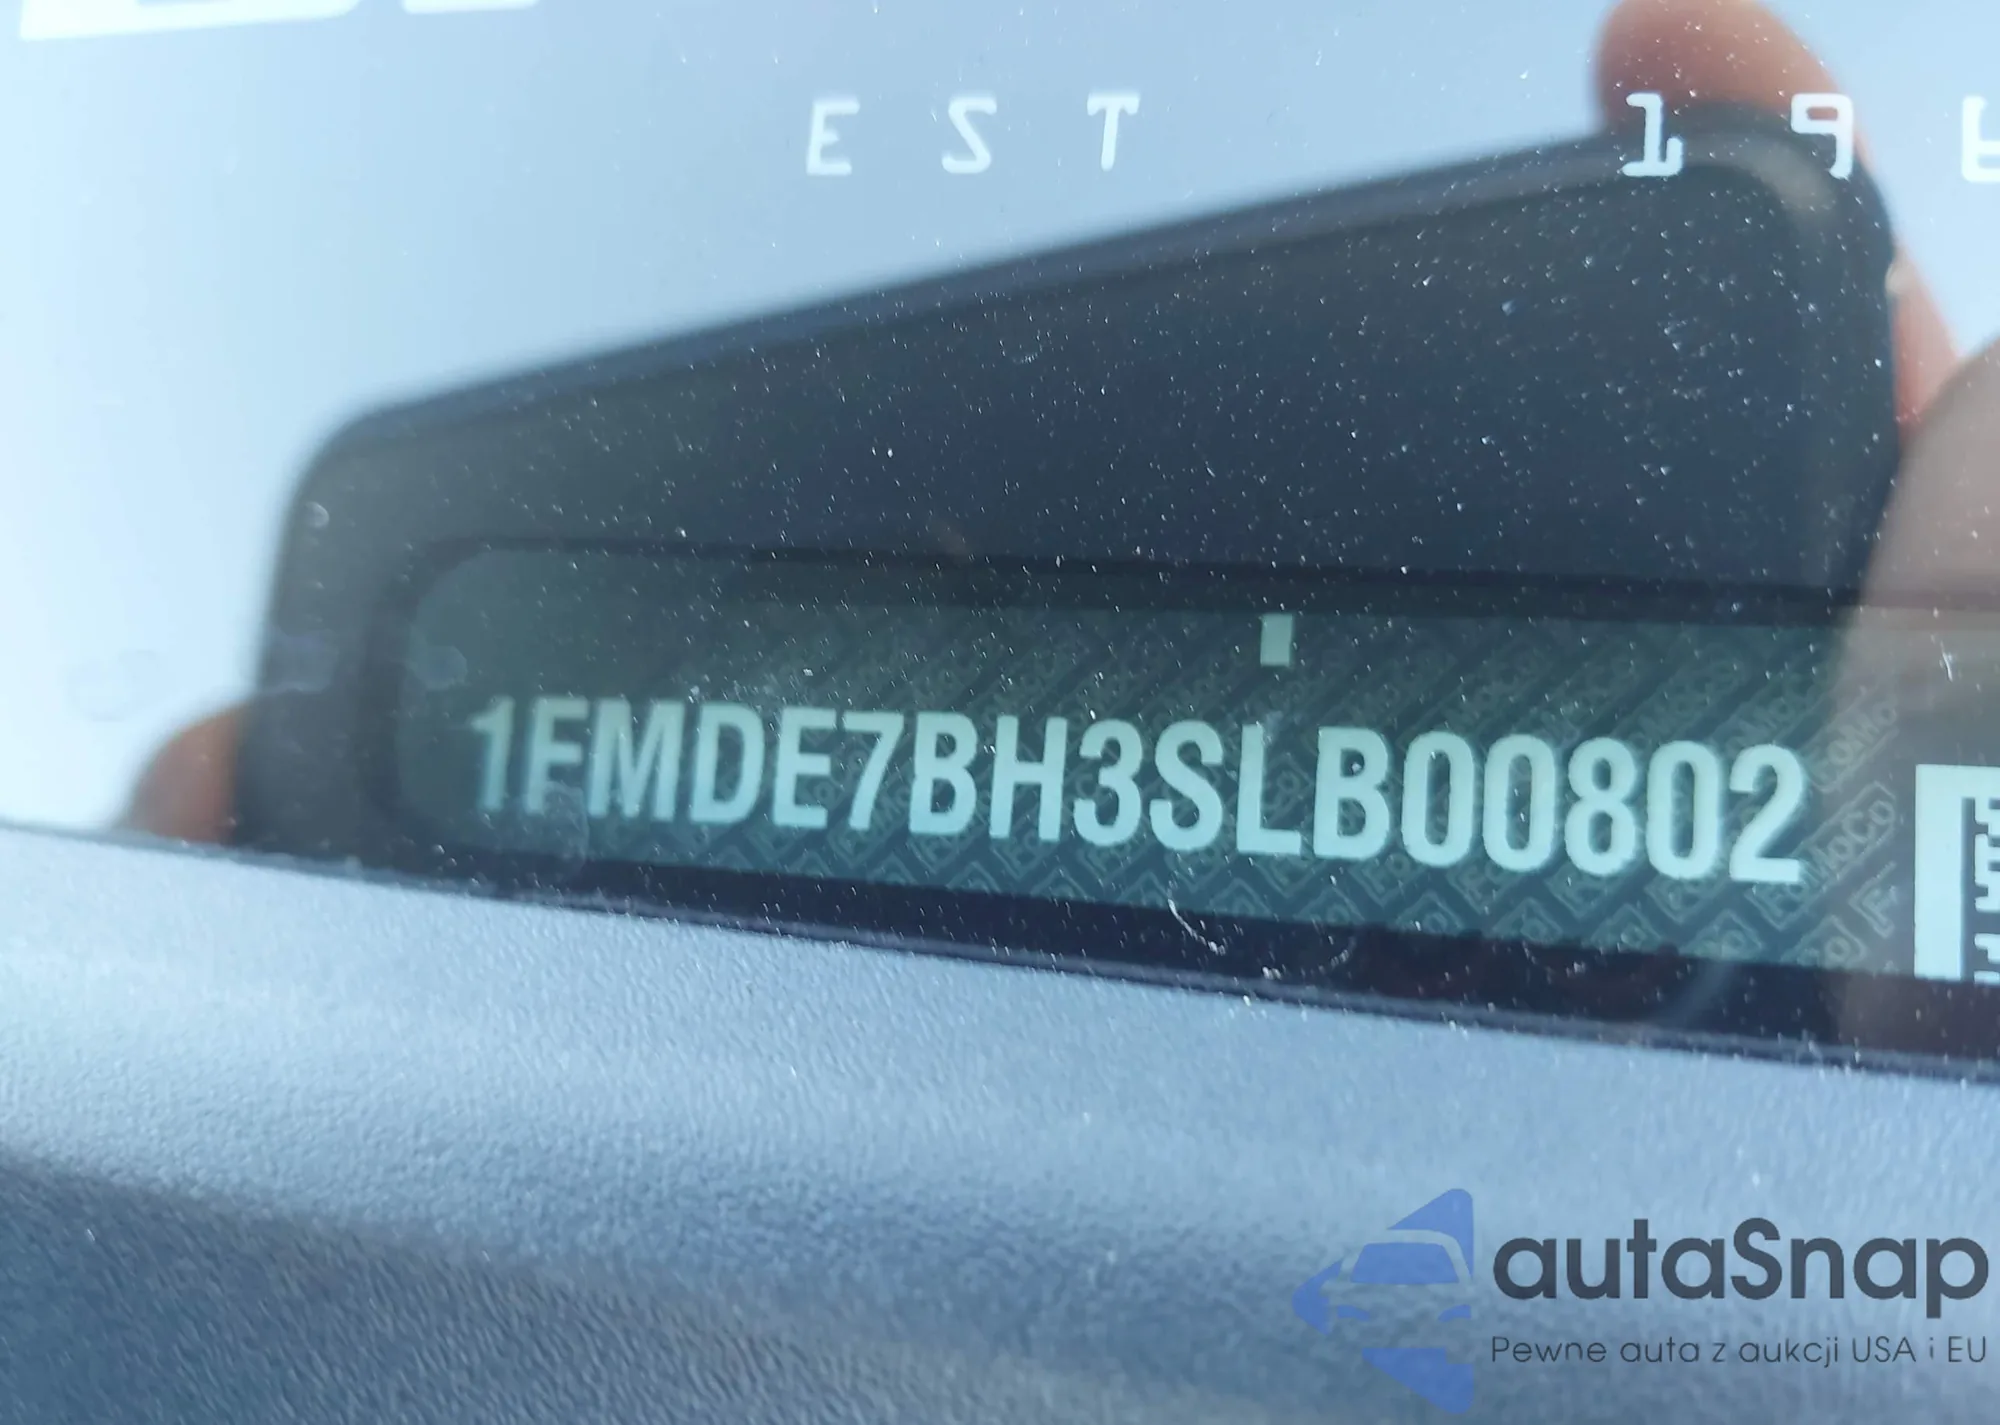 EST 19
1FMDE7BH3SLB00802
autaSnap
Pewne auta z aukcji USA i EU